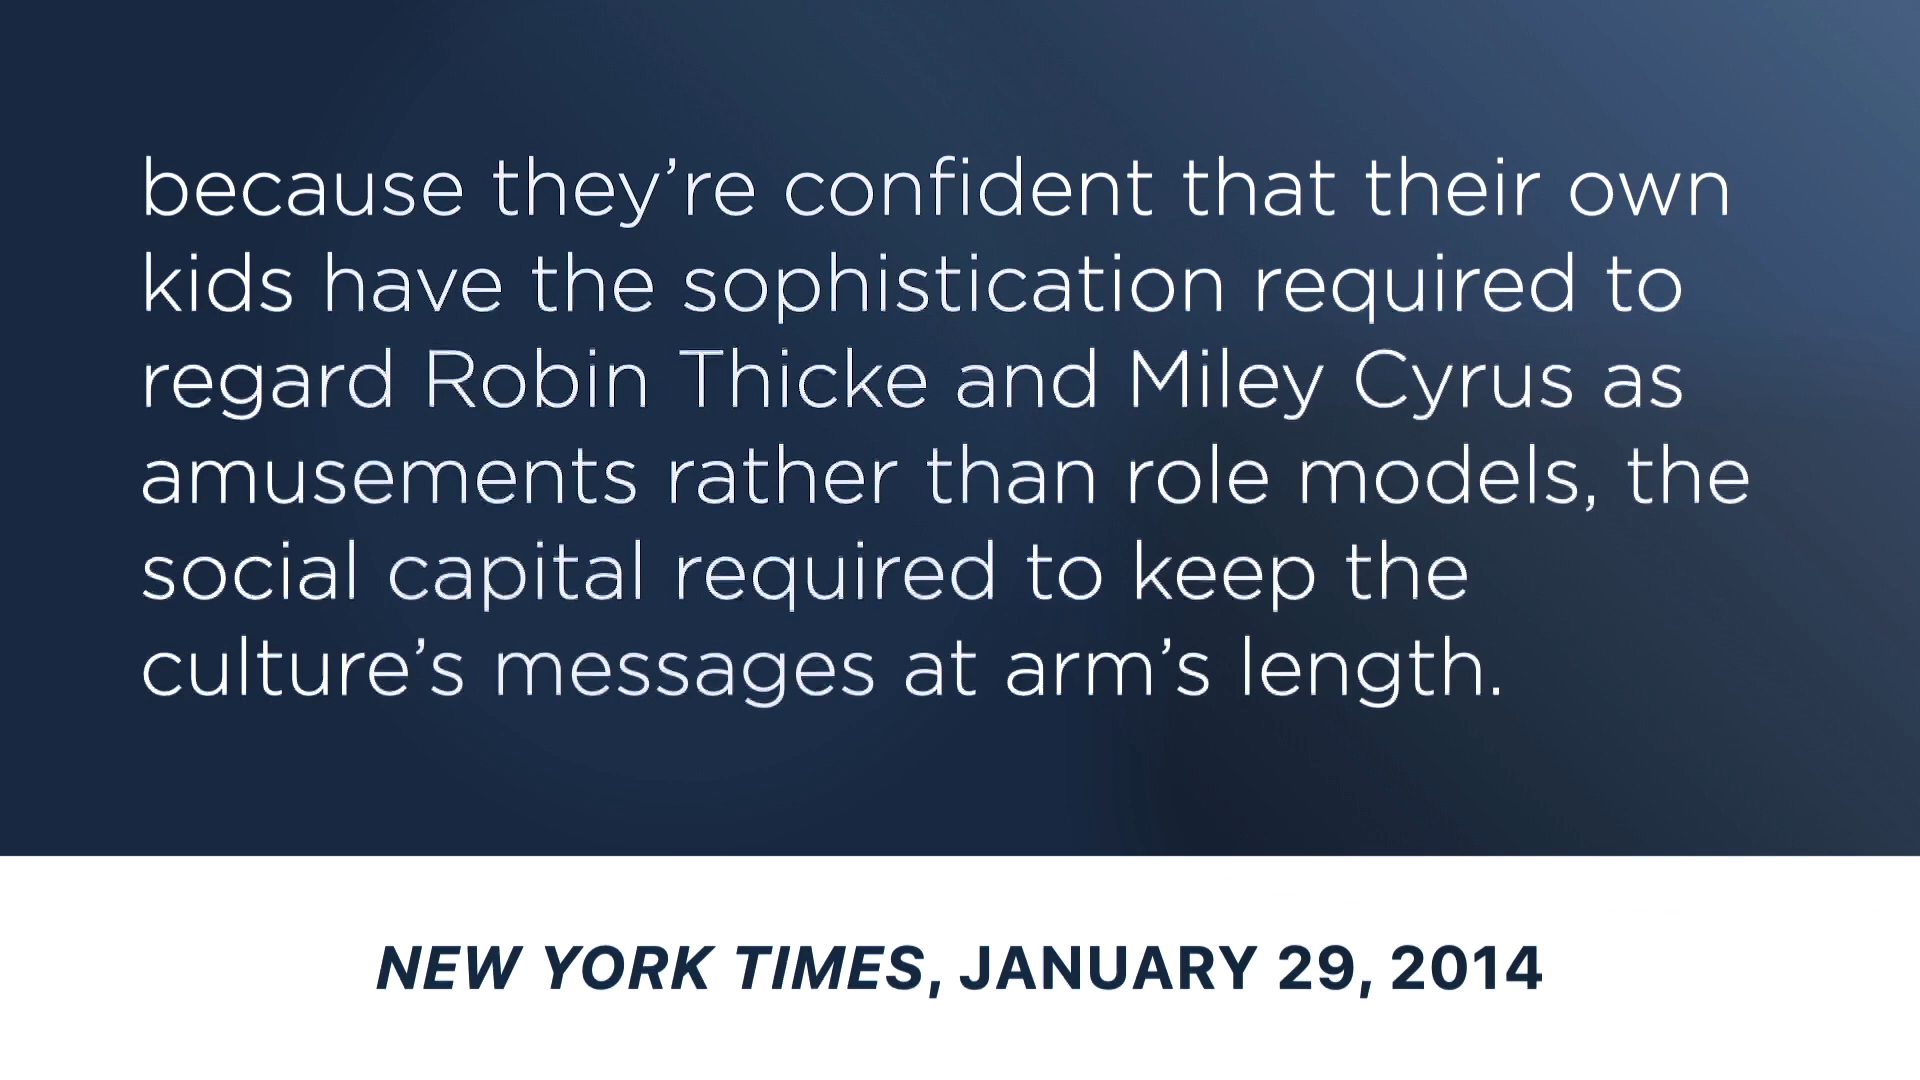 because they’re confident that their own
kids have the sophistication required to
regard Robin Thicke and Miley Cyrus as
amusements rather than role models, the
social capital required to keep the
culture’s messages at arm’s length.
NEW YORK TIMES, JANUARY 29, 2014